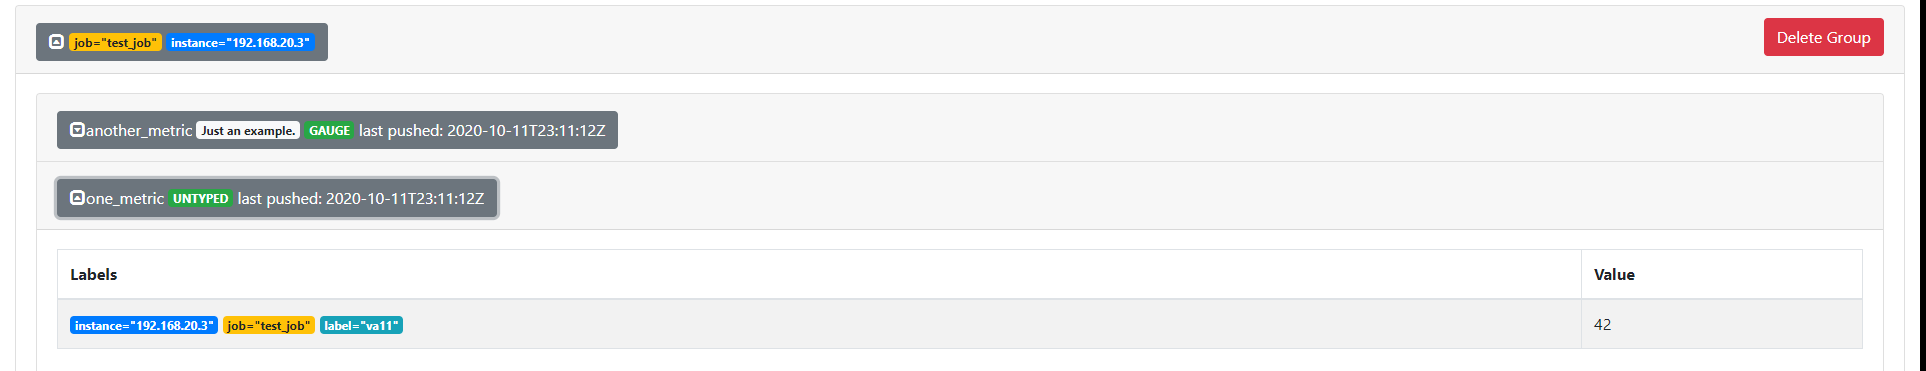 job="test_job" instance="192.168.20.3" Delete Group
another_metric Just an example. GAUGE last pushed: 2020-10-11T23:11:12Z
one_metric UNTYPED last pushed: 2020-10-11T23:11:12Z
Labels Value
instance="192.168.20.3" job="test_job" label="va11" 42